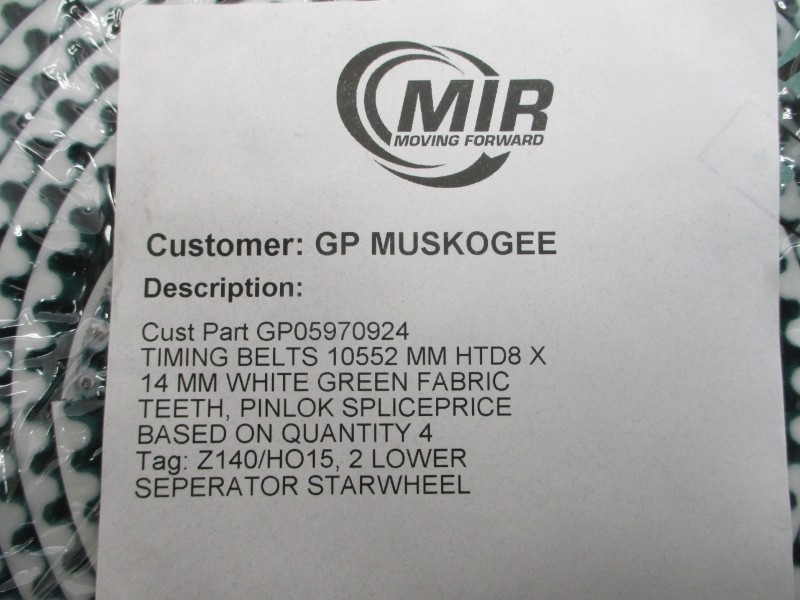 MIR
MOVING FORWARD
Customer: GP MUSKOGEE
Description:
Cust Part GP05970924
TIMING BELTS 10552 MM HTD8 X
14 MM WHITE GREEN FABRIC
TEETH, PINLOK SPLICEPRICE
BASED ON QUANTITY 4
Tag: Z140/HO15, 2 LOWER
SEPERATOR STARWHEEL